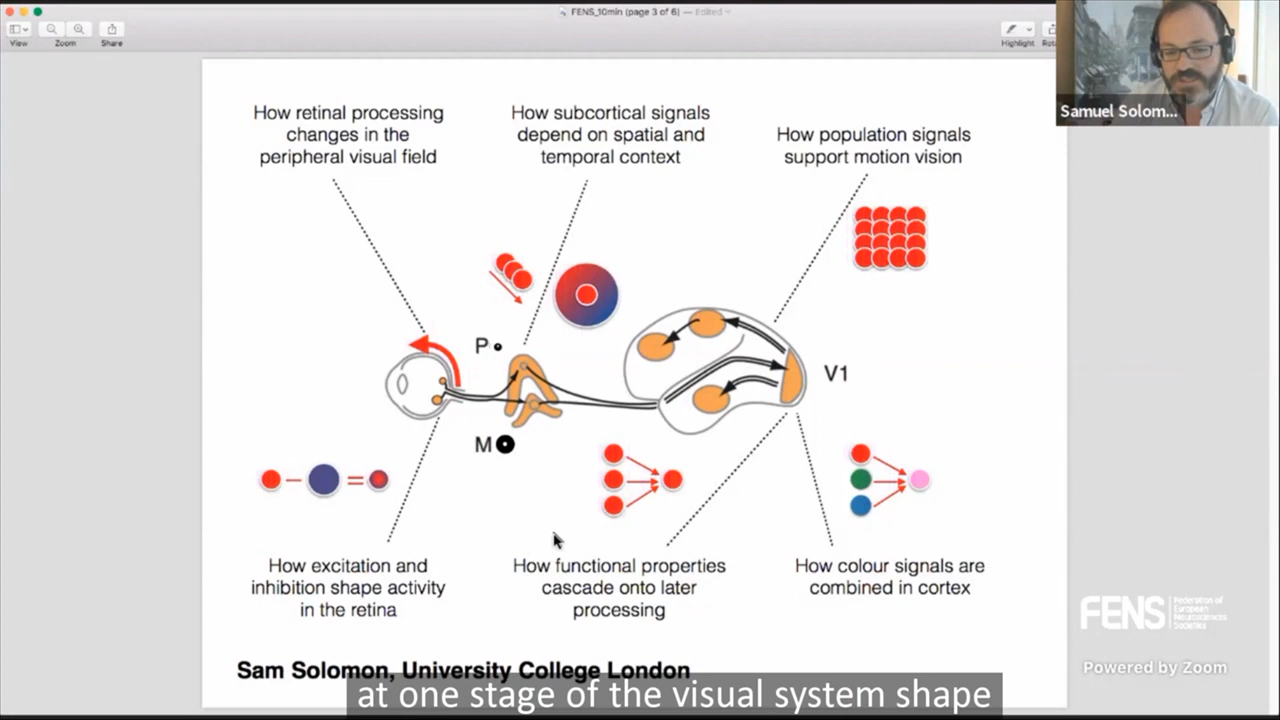 FENS_10min (page 3 of 6) — Edited
View
Zoom
Share
Highlight
Samuel Solom...
How retinal processing
changes in the
peripheral visual field
How subcortical signals
depend on spatial and
temporal context
How population signals
support motion vision
P
V1
M
How excitation and
inhibition shape activity
in the retina
How functional properties
cascade onto later
processing
How colour signals are
combined in cortex
FENS
Federation of
European
Neuroscience
Societies
Powered by Zoom
Sam Solomon, University College London
at one stage of the visual system shape